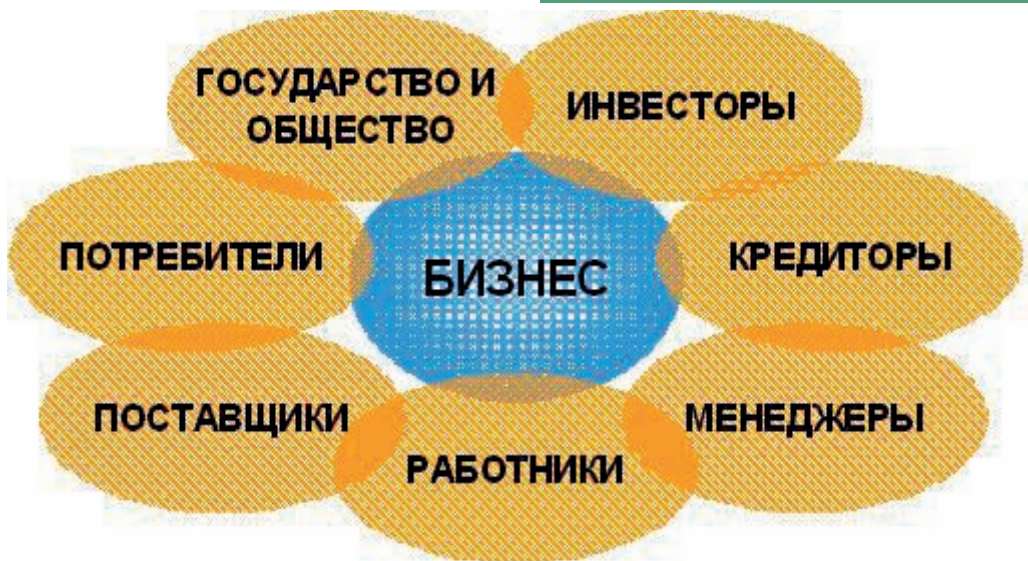 ГОСУДАРСТВО И
ОБЩЕСТВО
ИНВЕСТОРЫ
ПОТРЕБИТЕЛИ
БИЗНЕС
КРЕДИТОРЫ
ПОСТАВЩИКИ
РАБОТНИКИ
МЕНЕДЖЕРЫ